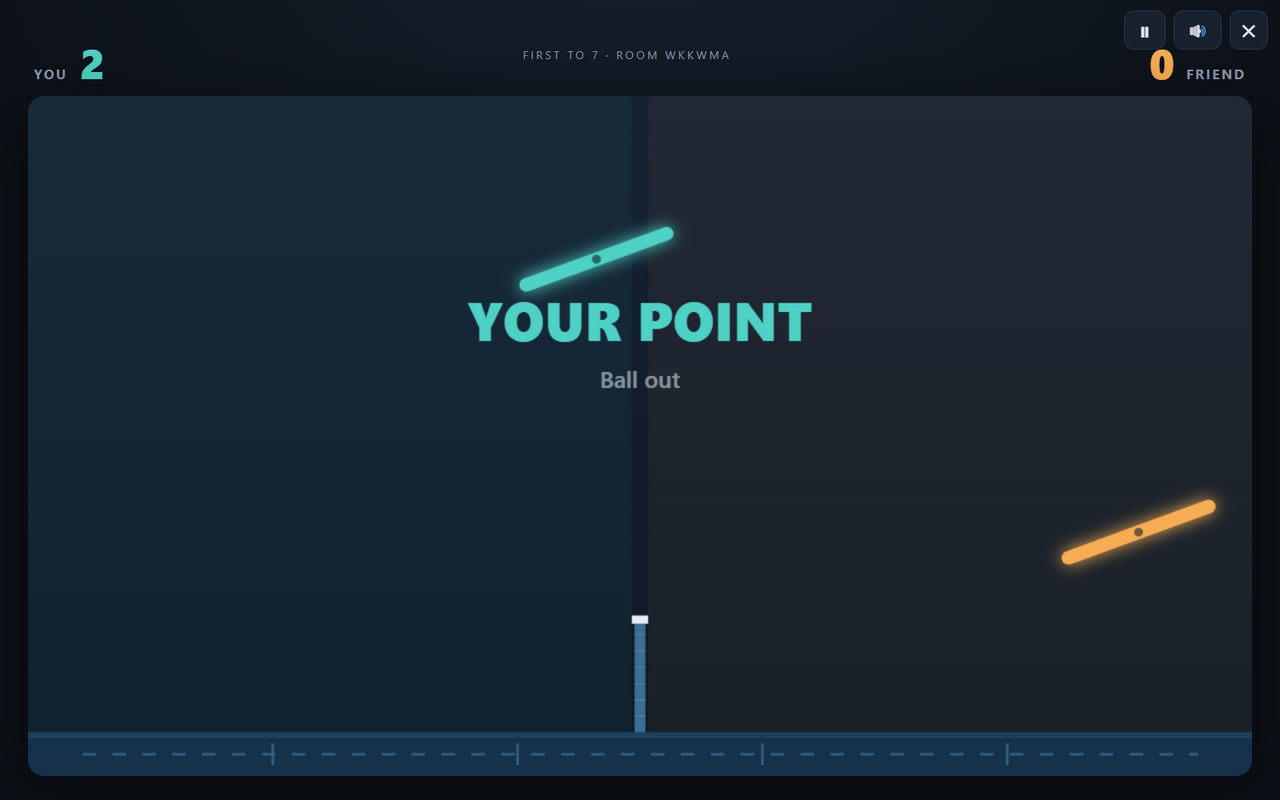 YOU 2
FIRST TO 7 · ROOM WKKWMA
0 FRIEND
YOUR POINT
Ball out